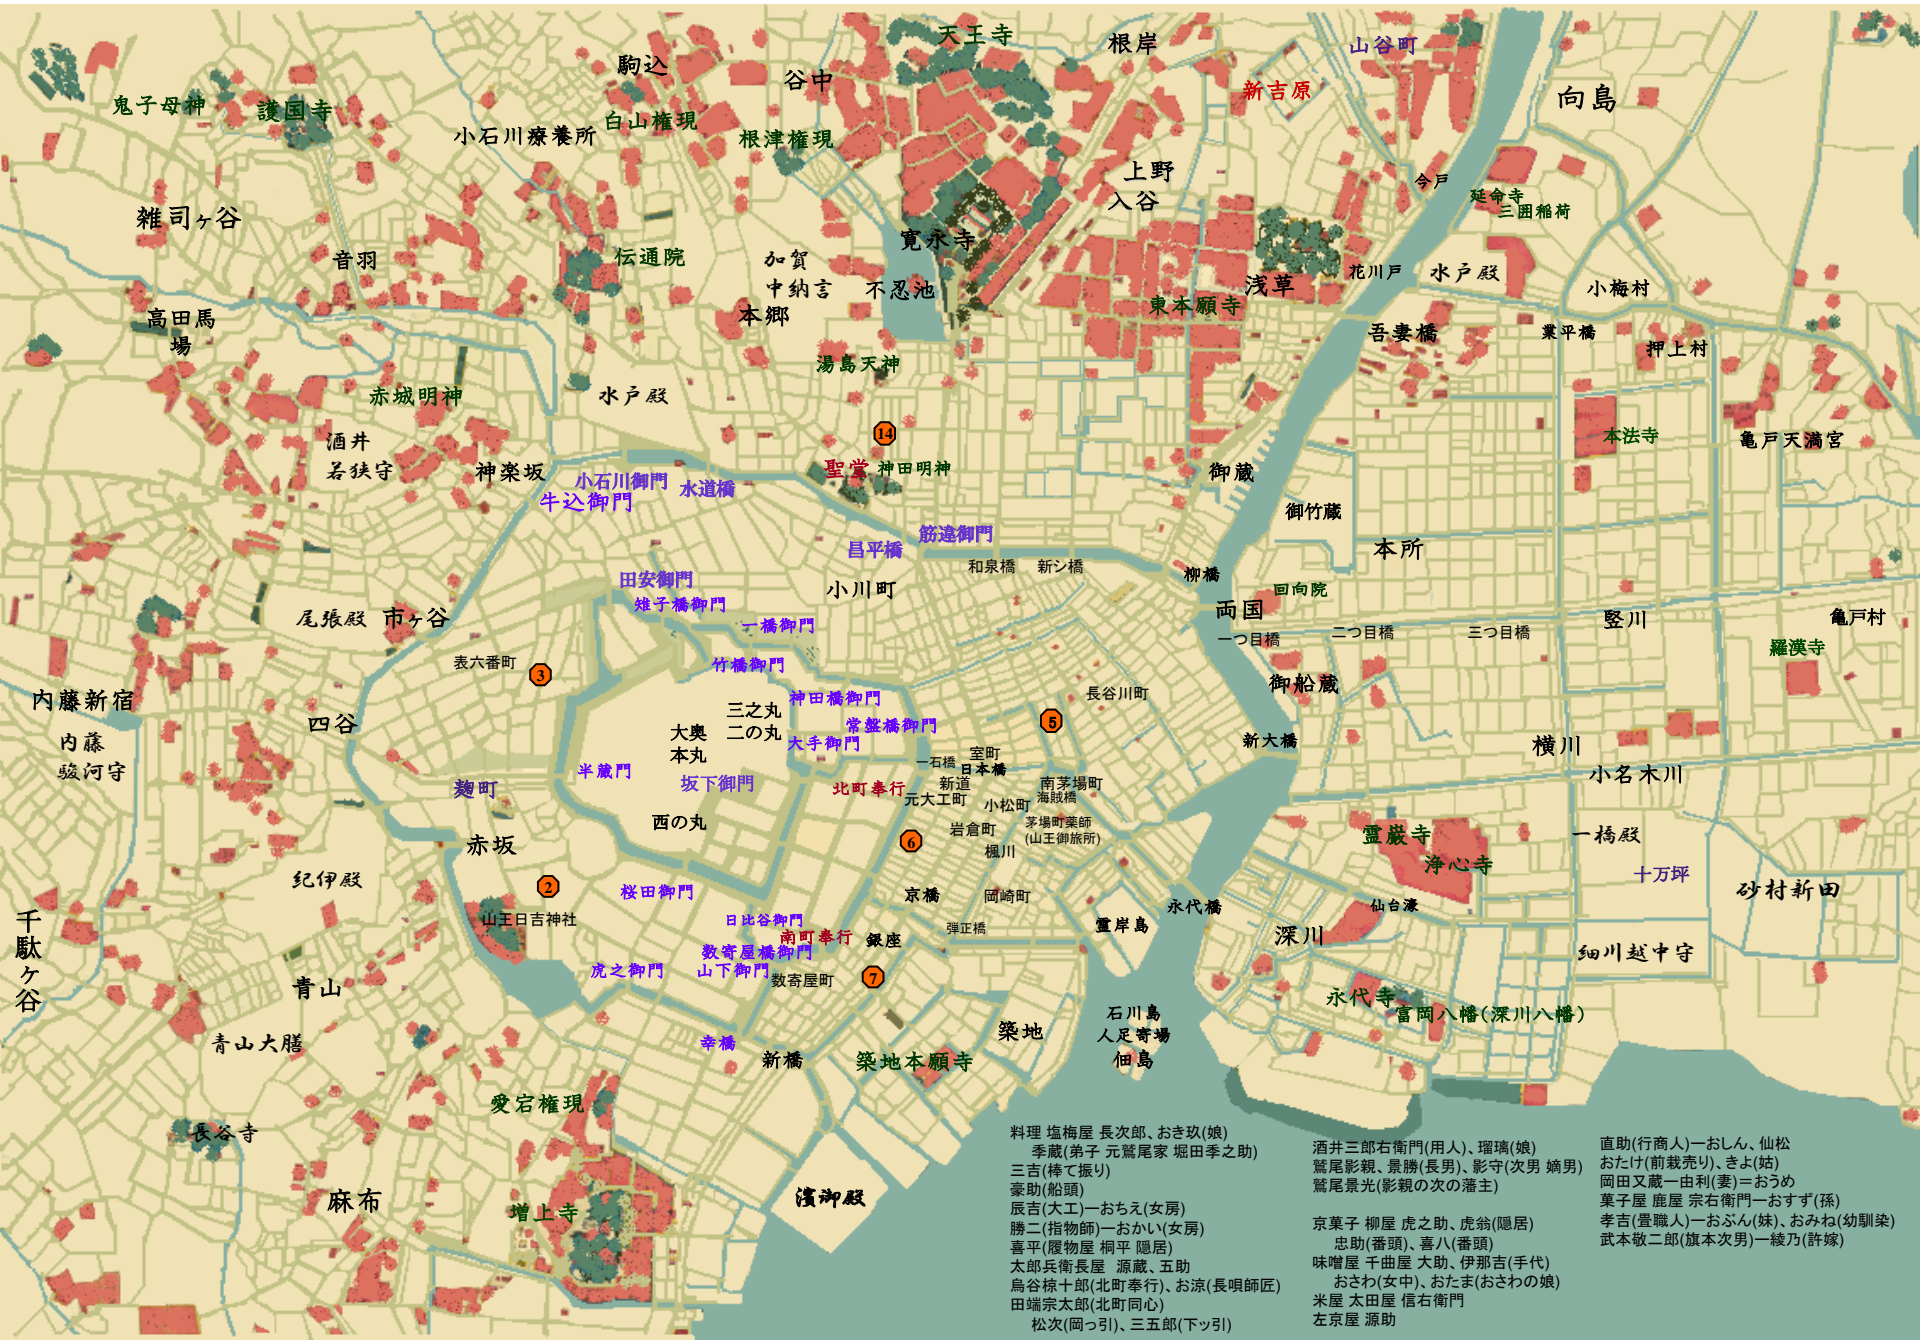 天王寺
根岸
山谷町
駒込
谷中
新吉原
向島
鬼子母神
護国寺
白山権現
小石川療養所
根津権現
上野
入谷
今戸
延命寺
三囲稲荷
雑司ヶ谷
音羽
伝通院
加賀
中納言
本郷
寛永寺
不忍池
浅草
東本願寺
花川戸
水戸殿
小梅村
高田馬
場
吾妻橋
業平橋
押上村
湯島天神
赤城明神
水戸殿
14
酒井
若狭守
神楽坂
聖堂
神田明神
御蔵
本法寺
亀戸天満宮
小石川御門
水道橋
牛込御門
御竹蔵
筋違御門
昌平橋
本所
和泉橋
新シ橋
柳橋
田安御門
雉子橋御門
小川町
回向院
両国
尾張殿
市ヶ谷
一橋御門
一つ目橋
二つ目橋
三つ目橋
竪川
亀戸村
羅漢寺
表六番町
3
竹橋御門
御船蔵
内藤新宿
四谷
神田橋御門
長谷川町
三之丸
二の丸
大奥
本丸
常盤橋御門
大手御門
5
内藤
駿河守
半蔵門
坂下御門
一石橋
室町
日本橋
新大橋
横川
小名木川
麹町
北町奉行
新道
元大工町
南茅場町
海賊橋
小松町
西の丸
岩倉町
茅場町薬師
(山王御旅所)
楓川
6
赤坂
霊巌寺
浄心寺
一橋殿
十万坪
砂村新田
紀伊殿
2
桜田御門
京橋
岡崎町
永代橋
仙台濠
千
駄
ヶ
谷
山王日吉神社
日比谷御門
南町奉行
銀座
弾正橋
霊岸島
深川
細川越中守
数寄屋橋御門
虎之御門
山下御門
数寄屋町
7
青山
永代寺
富岡八幡(深川八幡)
石川島
人足寄場
佃島
築地
青山大膳
幸橋
新橋
築地本願寺
愛宕権現
長谷寺
麻布
増上寺
濱御殿
料理 塩梅屋 長次郎、おき玖(娘)
季蔵(弟子 元鷲尾家 堀田季之助)
三吉(棒て振り)
豪助(船頭)
辰吉(大工)ーおちえ(女房)
勝二(指物師)ーおかい(女房)
喜平(履物屋 桐平 隠居)
太郎兵衛長屋 源蔵、五助
烏谷椋十郎(北町奉行)、お涼(長唄師匠)
田端宗太郎(北町同心)
松次(岡っ引)、三五郎(下ッ引)
酒井三郎右衛門(用人)、瑠璃(娘)
鷲尾影親、景勝(長男)、影守(次男 嫡男)
鷲尾景光(影親の次の藩主)
京菓子 柳屋 虎之助、虎翁(隠居)
忠助(番頭)、喜八(番頭)
味噌屋 千曲屋 大助、伊那吉(手代)
おさわ(女中)、おたま(おさわの娘)
米屋 太田屋 信右衛門
左京屋 源助
直助(行商人)ーおしん、仙松
おたけ(前栽売り)、きよ(姑)
岡田又蔵ー由利(妻)＝おうめ
菓子屋 鹿屋 宗右衛門ーおすず(孫)
孝吉(畳職人)ーおぶん(妹)、おみね(幼馴染)
武本敬二郎(旗本次男)ー綾乃(許嫁)